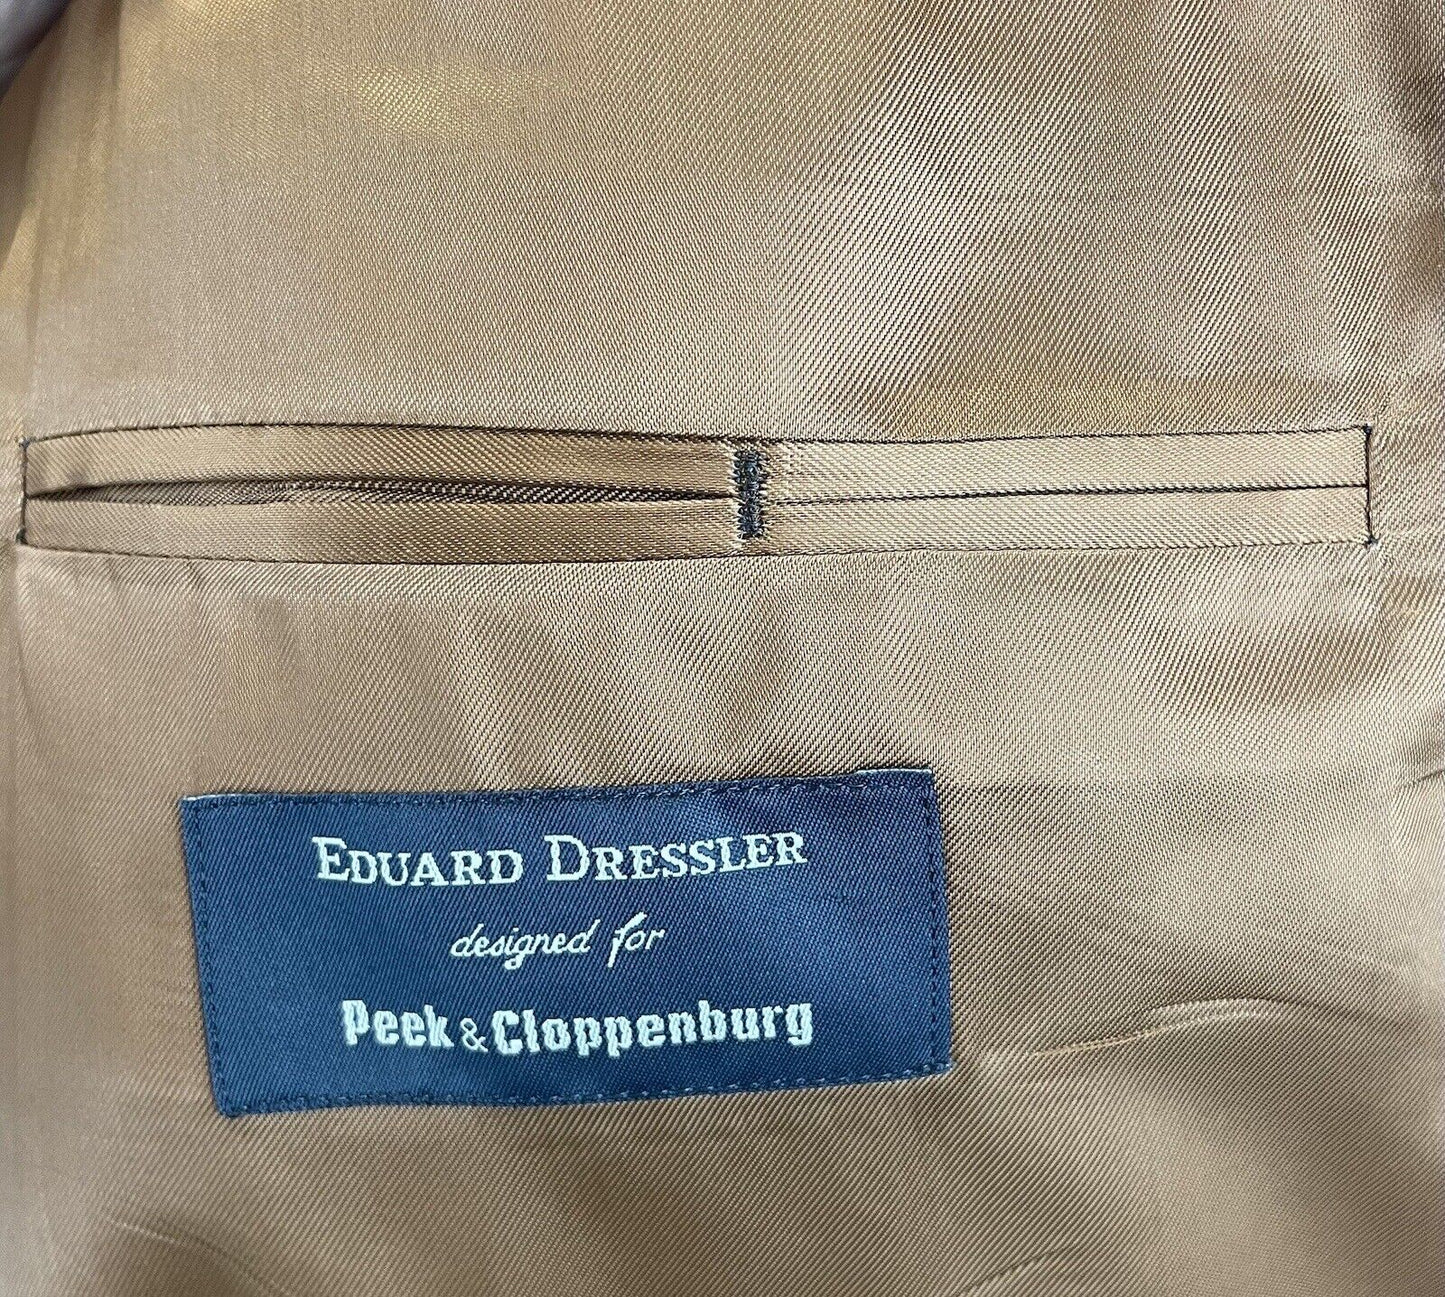 EDUARD DRESSLER
designed for
Peek & Cloppenburg